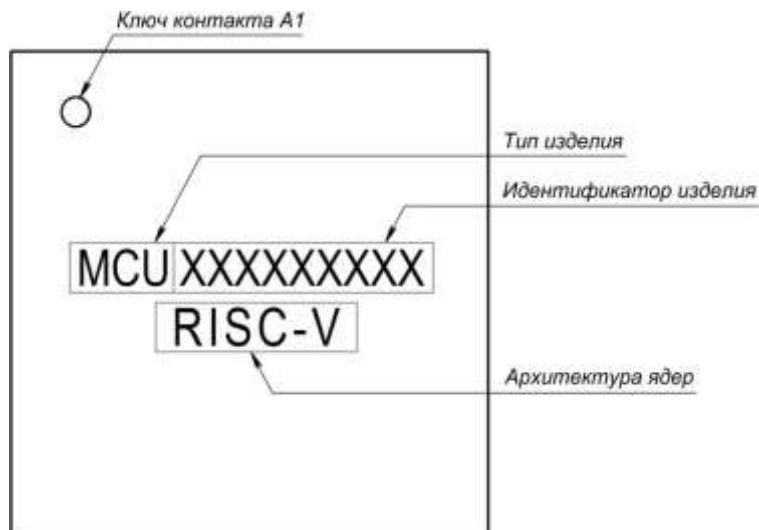 Ключ контакта А1
Тип изделия
Идентификатор изделия
MCU XXXXXXXXX
RISC-V
Архитектура ядер